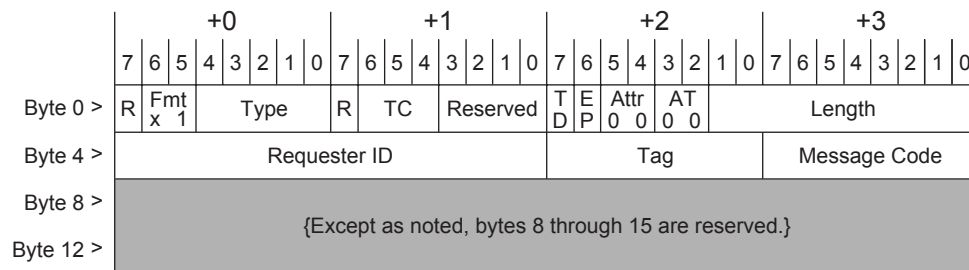 +0 +1 +2 +3
7 6 5 4 3 2 1 0 7 6 5 4 3 2 1 0 7 6 5 4 3 2 1 0 7 6 5 4 3 2 1 0
Byte 0 > R Fmt x 1 Type R TC Reserved TD EP Attr 0 0 AT 0 0 Length
Byte 4 > Requester ID Tag Message Code
Byte 8 >
{Except as noted, bytes 8 through 15 are reserved.}
Byte 12 >